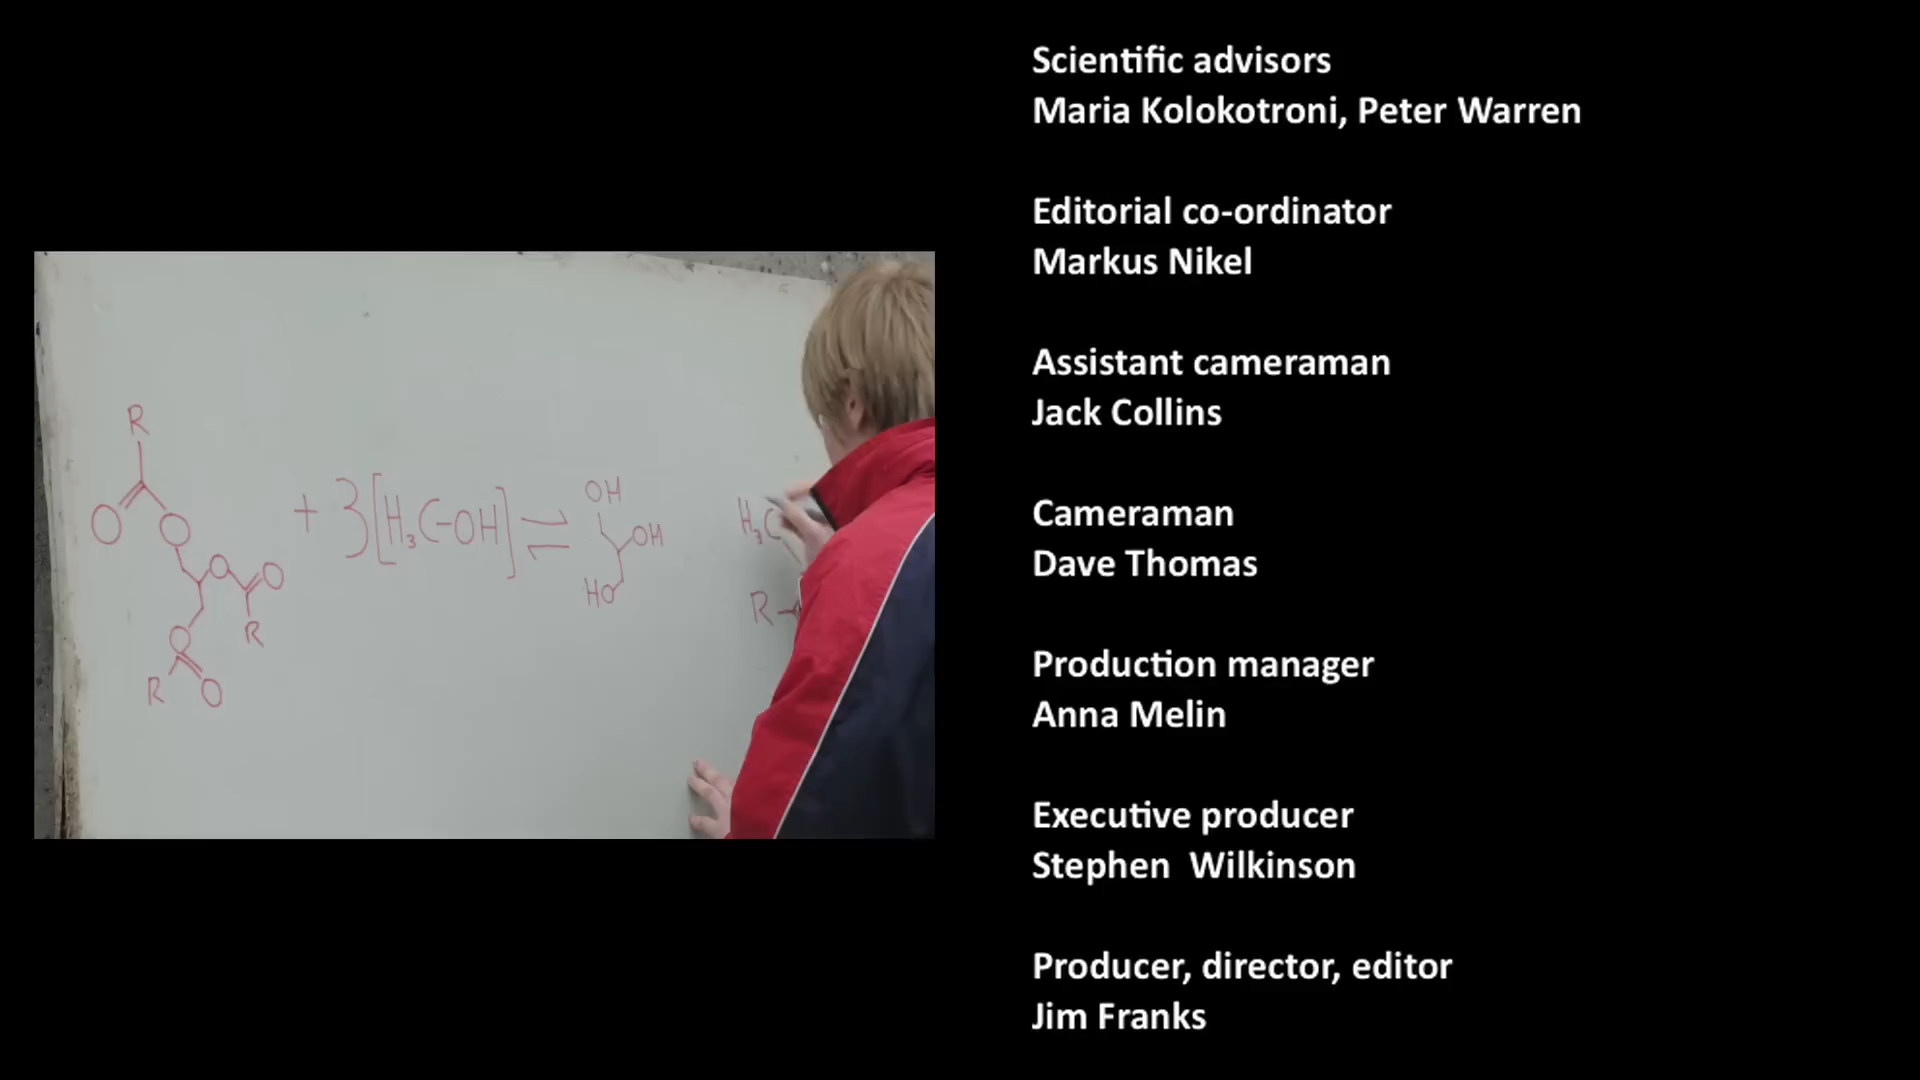 Scientific advisors
Maria Kolokotroni, Peter Warren
Editorial co-ordinator
Markus Nikel
Assistant cameraman
Jack Collins
Cameraman
Dave Thomas
Production manager
Anna Melin
Executive producer
Stephen  Wilkinson
Producer, director, editor
Jim Franks
R
O
O
O
O
O
R
R
O
+ 3[H₃C-OH] ⇌
OH
OH
HO
H₃C
R